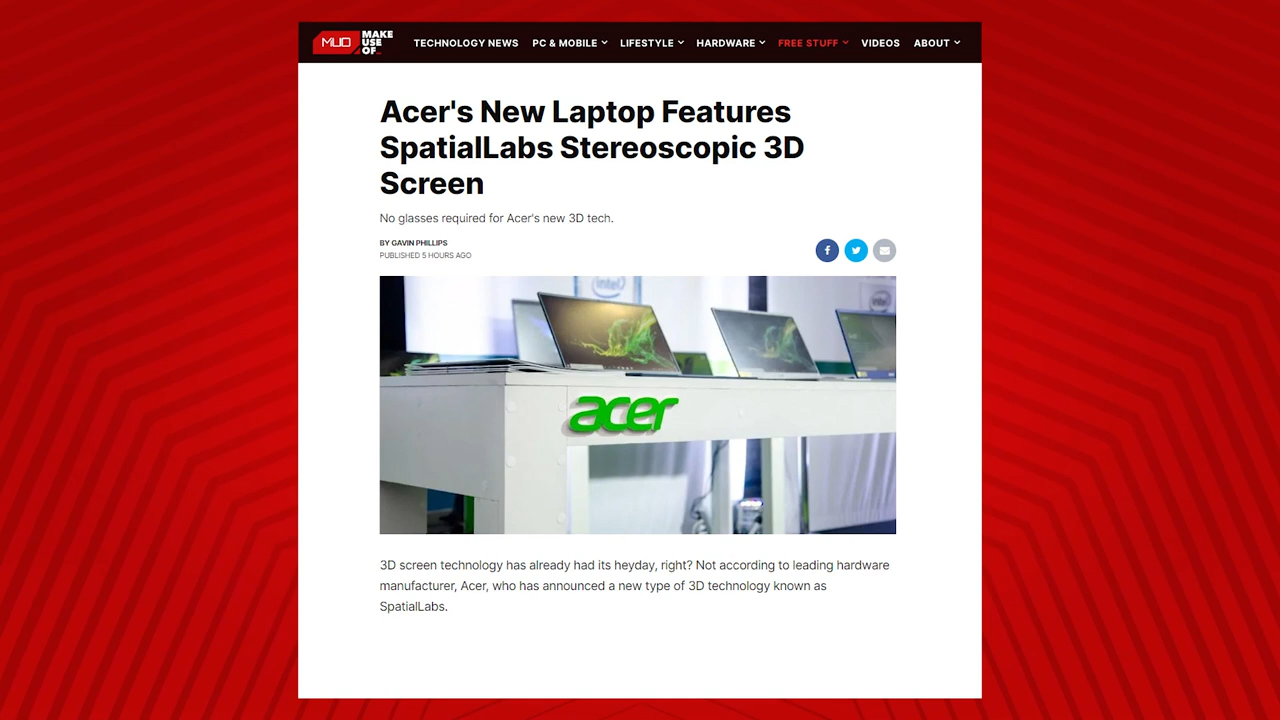 MUO MAKE USE OF_
TECHNOLOGY NEWS PC & MOBILE LIFESTYLE HARDWARE FREE STUFF VIDEOS ABOUT
Acer's New Laptop Features
SpatialLabs Stereoscopic 3D
Screen
No glasses required for Acer's new 3D tech.
BY GAVIN PHILLIPS
PUBLISHED 5 HOURS AGO
intel
intel
acer
3D screen technology has already had its heyday, right? Not according to leading hardware
manufacturer, Acer, who has announced a new type of 3D technology known as
SpatialLabs.